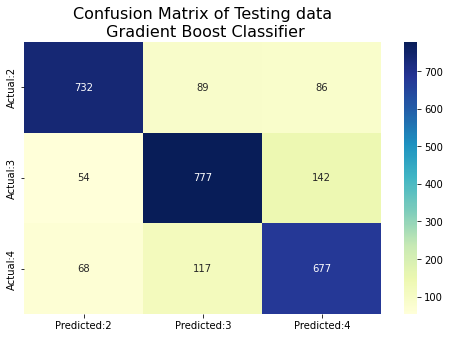 Confusion Matrix of Testing data
Gradient Boost Classifier
Actual:2
732
89
86
Actual:3
54
777
142
Actual:4
68
117
677
Predicted:2
Predicted:3
Predicted:4
700
600
500
400
300
200
100